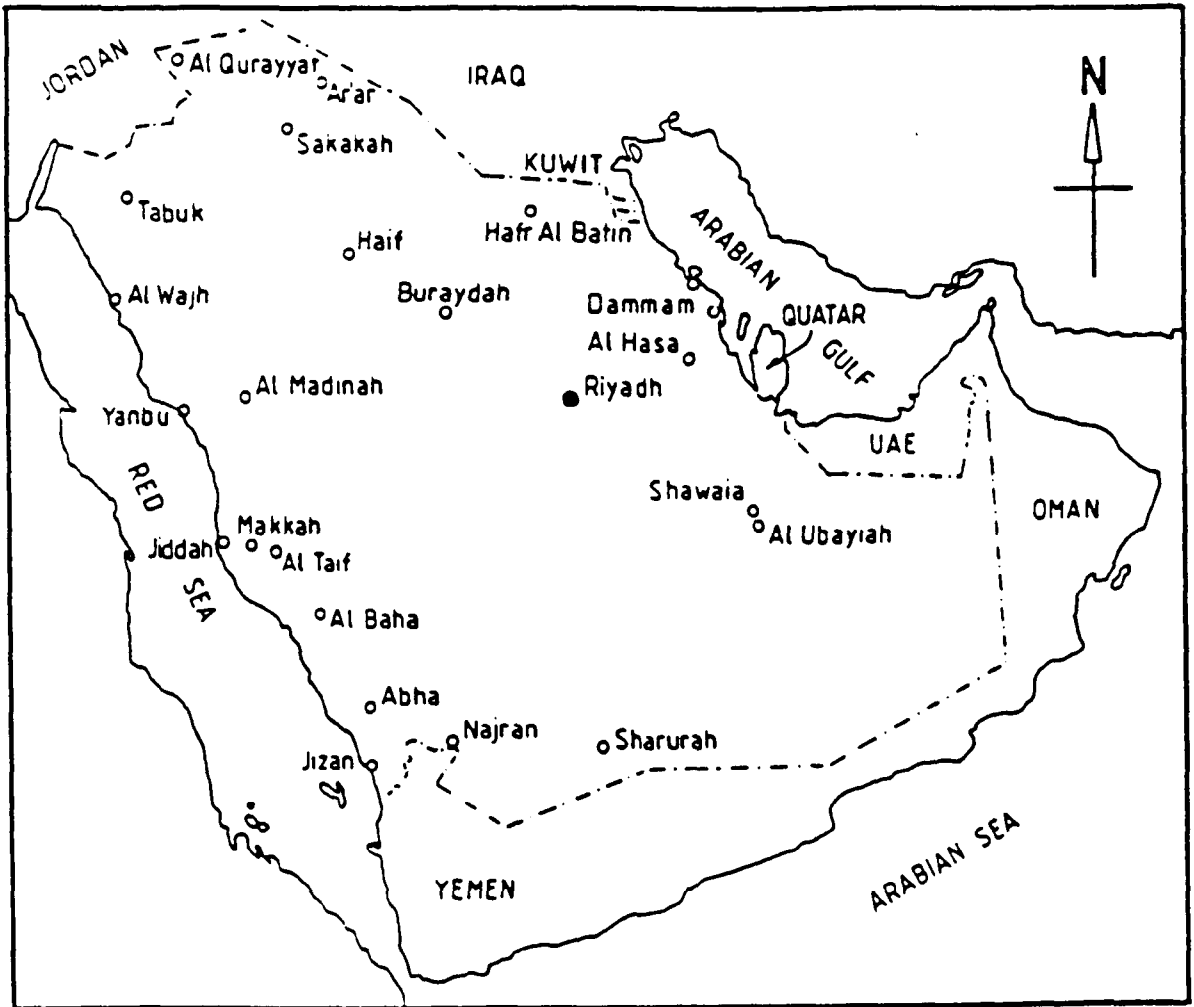 JORDAN
Al Qurayyat
IRAQ
Arar
N
Sakakah
KUWIT
Tabuk
Hafr Al Batin
Haif
ARABIAN
GULF
Al Wajh
Buraydah
Dammam
QUATAR
Al Hasa
Al Madinah
Riyadh
Yanbu
UAE
RED
SEA
Shawaia
OMAN
Makkah
Al Ubayiah
Jiddah
Al Taif
Al Baha
Abha
Najran
Sharurah
Jizan
ARABIAN SEA
YEMEN